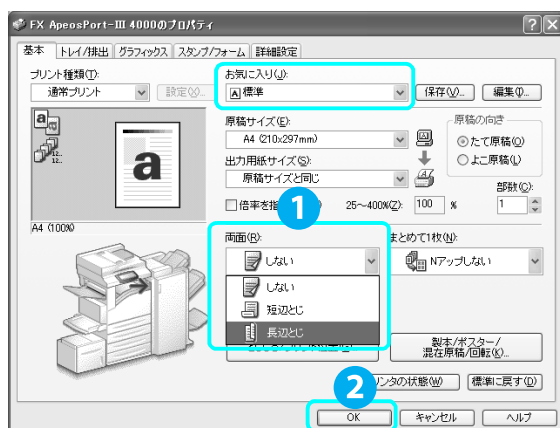 FX ApeosPort-III 4000のプロパティ
基本 トレイ/排出 グラフィックス スタンプ/フォーム 詳細設定
プリント種類(T):
通常プリント 設定(X)...
お気に入り(J):
A 標準 保存(V)... 編集(I)...
原稿サイズ(E):
A4 (210x297mm)
出力用紙サイズ(S):
原稿サイズと同じ
原稿の向き
たて原稿(O)
よこ原稿(L)
部数(C):
1
倍率を 25~400%(Z): 100 %
1
a
12..
12..
a
A4 (100%)
両面(R):
しない
しない
短辺とじ
長辺とじ
まとめて1枚(N):
Nアップしない
製本/ポスター/
混在原稿/回転(K)...
タの状態(W) 標準に戻す(D)
2
OK キャンセル ヘルプ